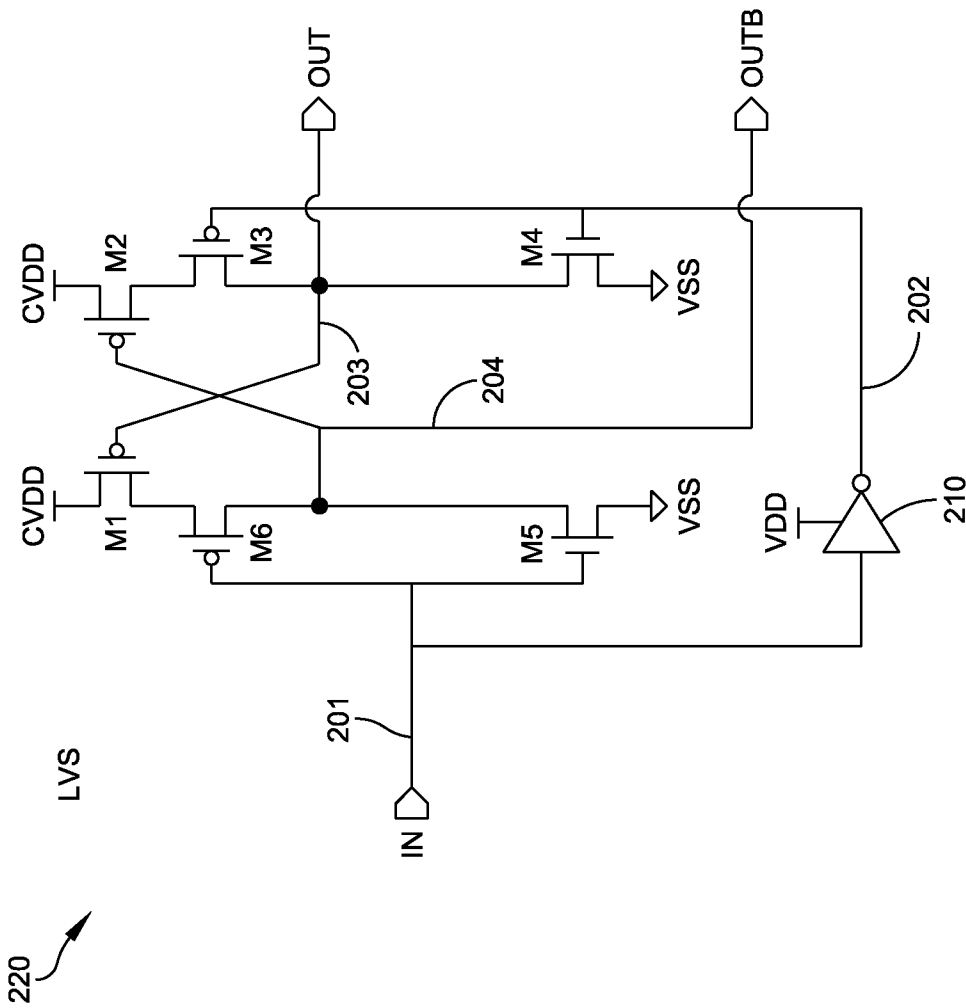 220
LVS
IN
201
CVDD
M1
M6
M5
VSS
CVDD
M2
M3
M4
VSS
203
204
OUT
OUTB
VDD
210
202